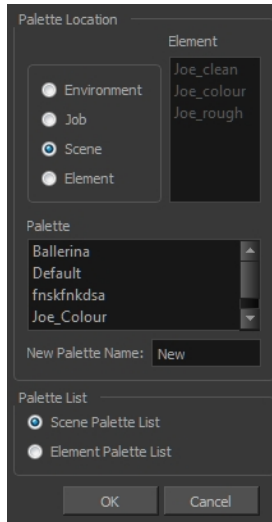 Palette Location
Element
Joe_clean
Joe_colour
Joe_rough
Environment
Job
Scene
Element
Palette
Ballerina
Default
fnskfnkdsa
Joe_Colour
New Palette Name: New
Palette List
Scene Palette List
Element Palette List
OK Cancel